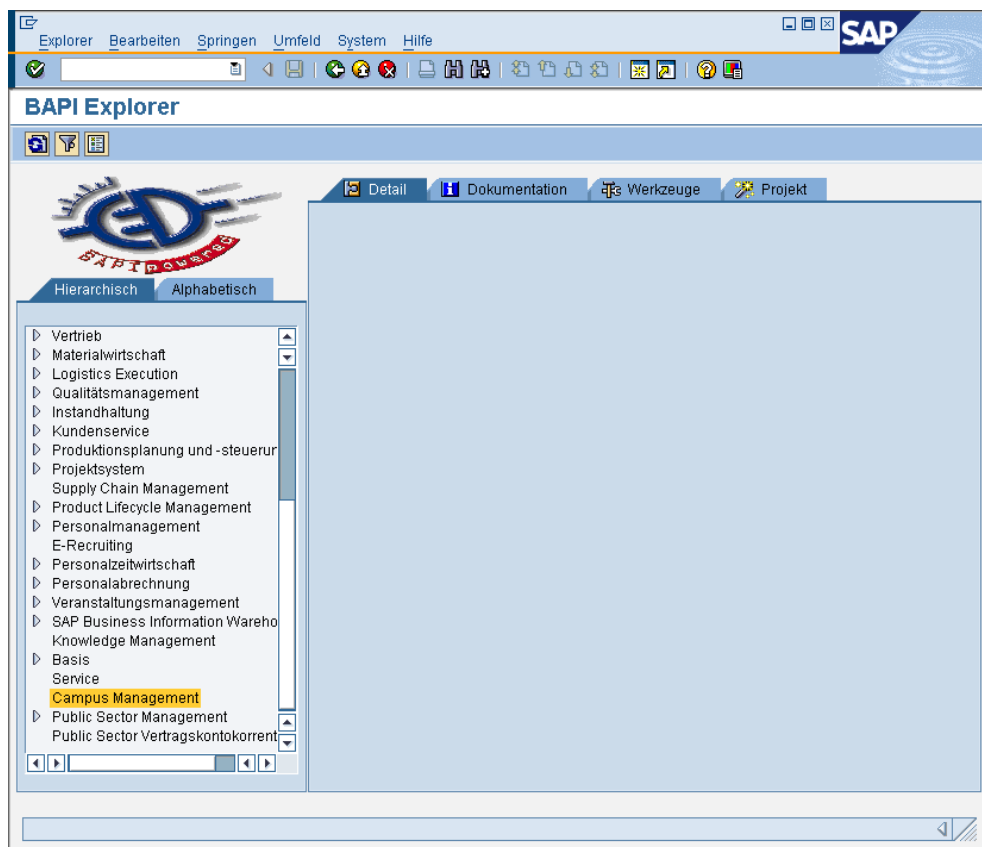 Explorer Bearbeiten Springen Umfeld System Hilfe
SAP
BAPI Explorer
BAPI powered
Detail Dokumentation Werkzeuge Projekt
Hierarchisch Alphabetisch
Vertrieb
Materialwirtschaft
Logistics Execution
Qualitätsmanagement
Instandhaltung
Kundenservice
Produktionsplanung und -steuerur
Projektsystem
Supply Chain Management
Product Lifecycle Management
Personalmanagement
E-Recruiting
Personalzeitwirtschaft
Personalabrechnung
Veranstaltungsmanagement
SAP Business Information Wareho
Knowledge Management
Basis
Service
Campus Management
Public Sector Management
Public Sector Vertragskontokorrent